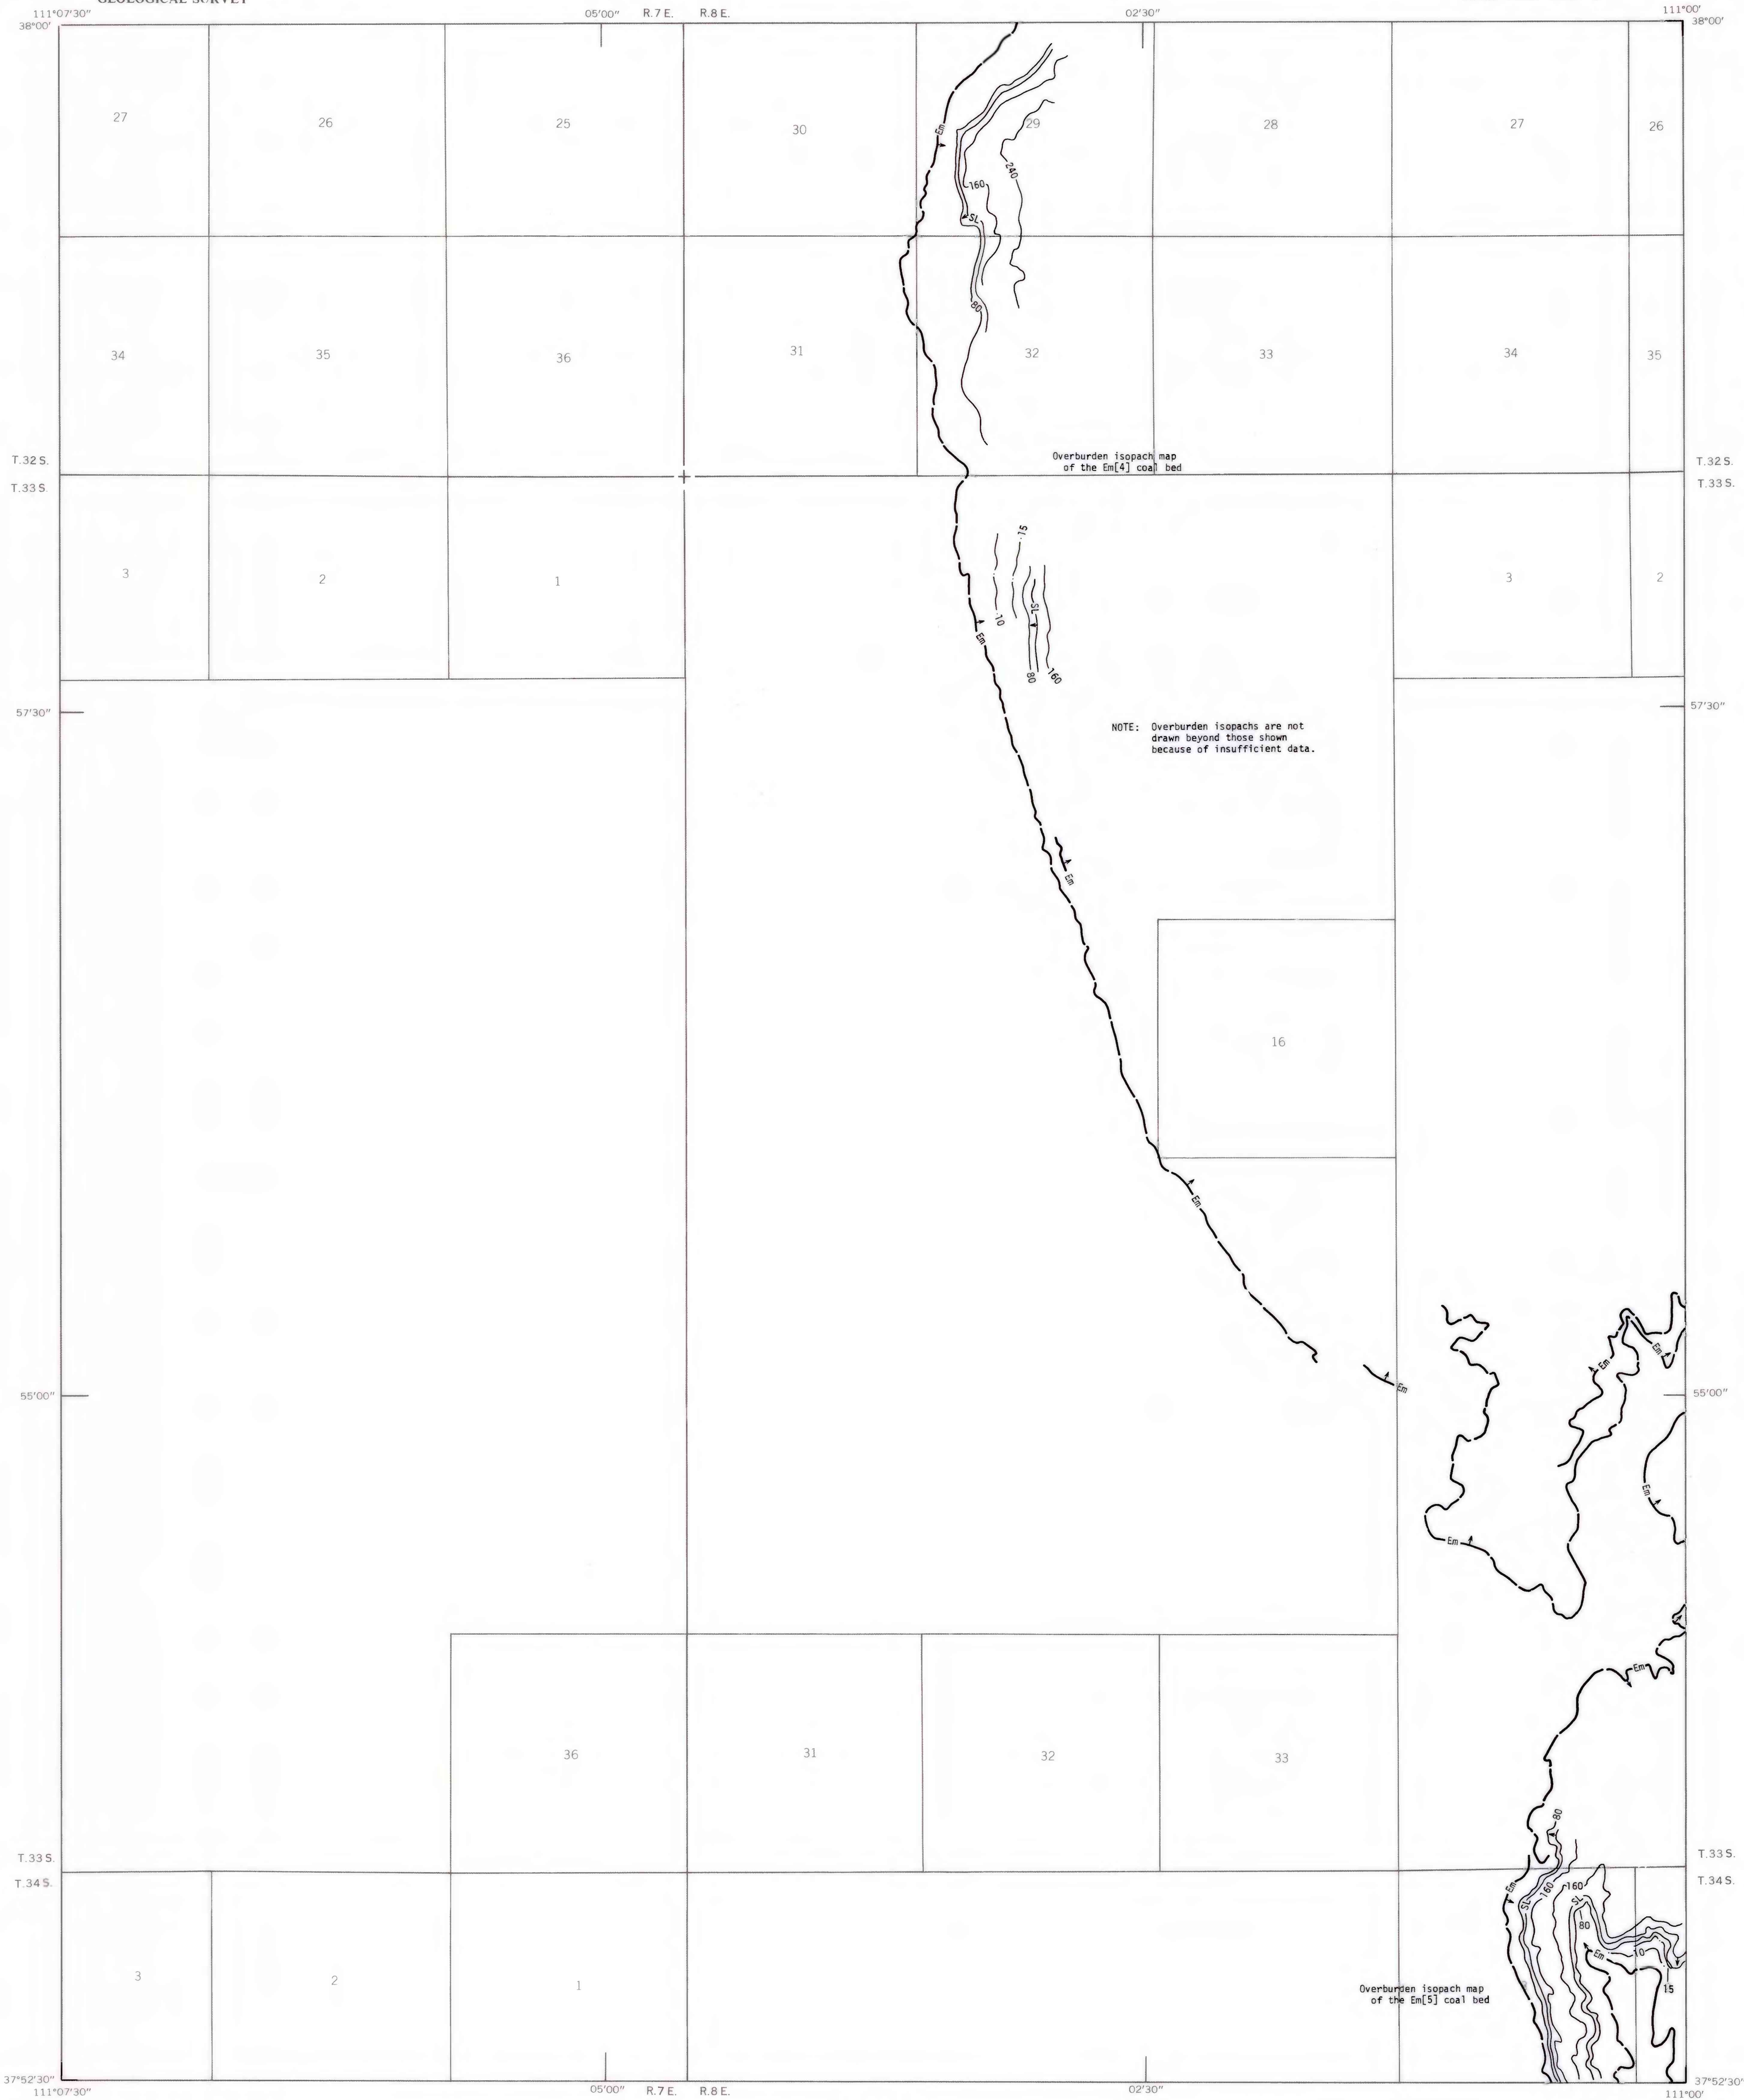 GEOLOGICAL SURVEY
111°07'30" 05'00" R.7 E. R.8 E. 02'30" 111°00'
38°00' 38°00'
27 26 25 30 29 28 27 26
Em
240
160
SL
80
34 35 36 31 32 33 34 35
Overburden isopach map
of the Em[4] coal bed
T.32 S. T.32 S.
T.33 S. T.33 S.
15
3 2 1 3 2
SL
10
Em
80 160
57'30" 57'30"
NOTE: Overburden isopachs are not
drawn beyond those shown
because of insufficient data.
Em
16
Em
Em
Em
Em
55'00" 55'00"
Em
Em
Em
36 31 32 33
80
T.33 S. T.33 S.
T.34 S. T.34 S.
Em 160 160
SL SL
80
Em 10
3 2 1
15
Overburden isopach map
of the Em[5] coal bed
37°52'30" 37°52'30"
111°07'30" 05'00" R.7 E. R.8 E. 02'30" 111°00'